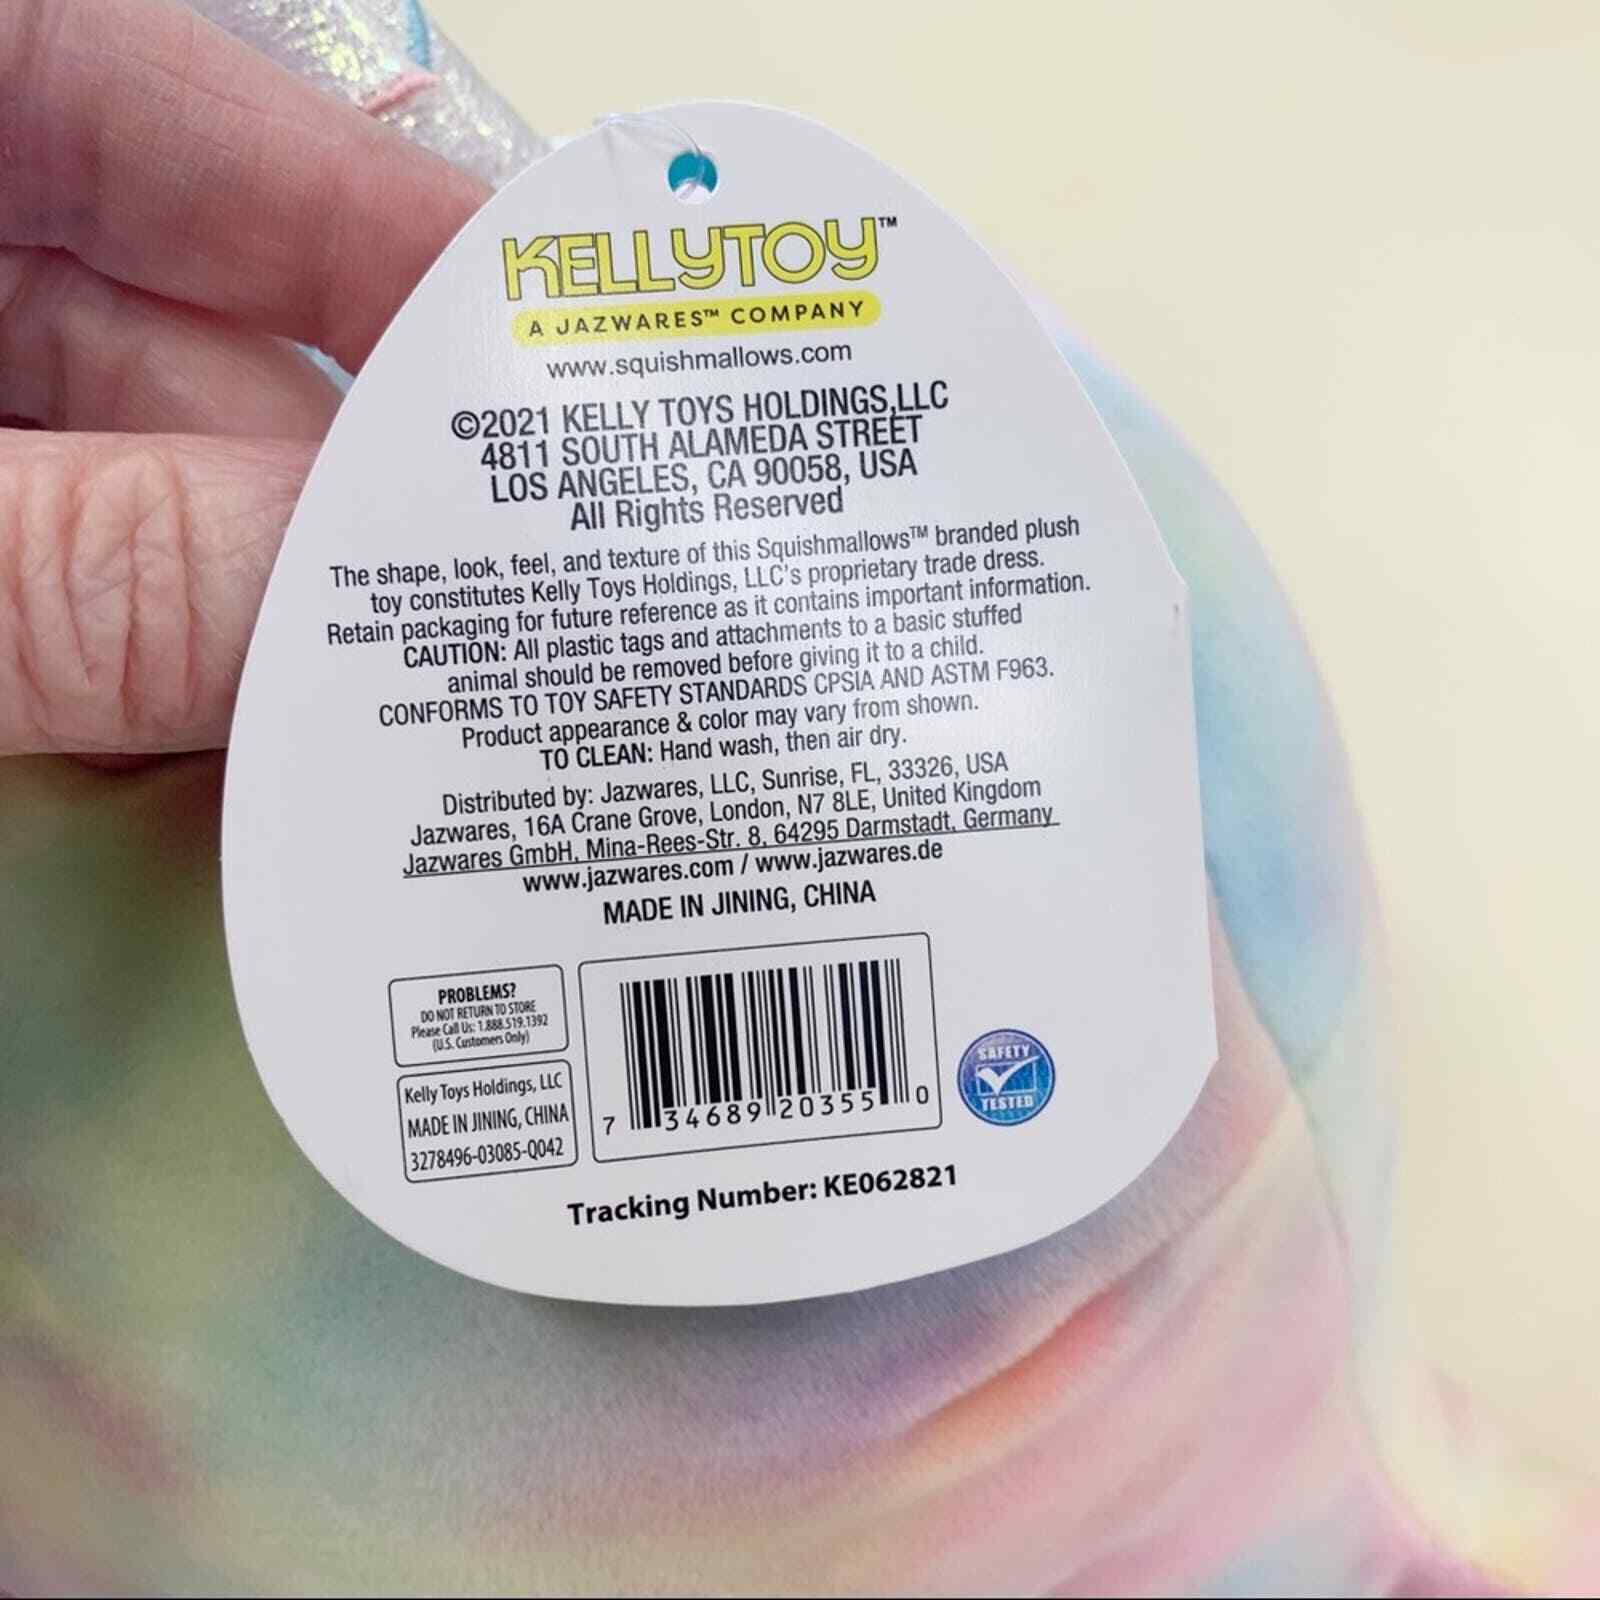 KELLYTOY™
A JAZWARES™ COMPANY
www.squishmallows.com
©2021 KELLY TOYS HOLDINGS,LLC
4811 SOUTH ALAMEDA STREET
LOS ANGELES, CA 90058, USA
All Rights Reserved
The shape, look, feel, and texture of this Squishmallows™ branded plush
toy constitutes Kelly Toys Holdings, LLC's proprietary trade dress.
Retain packaging for future reference as it contains important information.
CAUTION: All plastic tags and attachments to a basic stuffed
animal should be removed before giving it to a child.
CONFORMS TO TOY SAFETY STANDARDS CPSIA AND ASTM F963.
Product appearance & color may vary from shown.
TO CLEAN: Hand wash, then air dry.
Distributed by: Jazwares, LLC, Sunrise, FL, 33326, USA
Jazwares, 16A Crane Grove, London, N7 8LE, United Kingdom
Jazwares GmbH, Mina-Rees-Str. 8, 64295 Darmstadt, Germany
www.jazwares.com / www.jazwares.de
MADE IN JINING, CHINA
PROBLEMS?
DO NOT RETURN TO STORE
Please Call Us: 1.888.519.1392
(U.S. Customers Only)
Kelly Toys Holdings, LLC
MADE IN JINING, CHINA
3278496-03085-Q042
7 34689 20355 0
SAFETY
TESTED
Tracking Number: KE062821